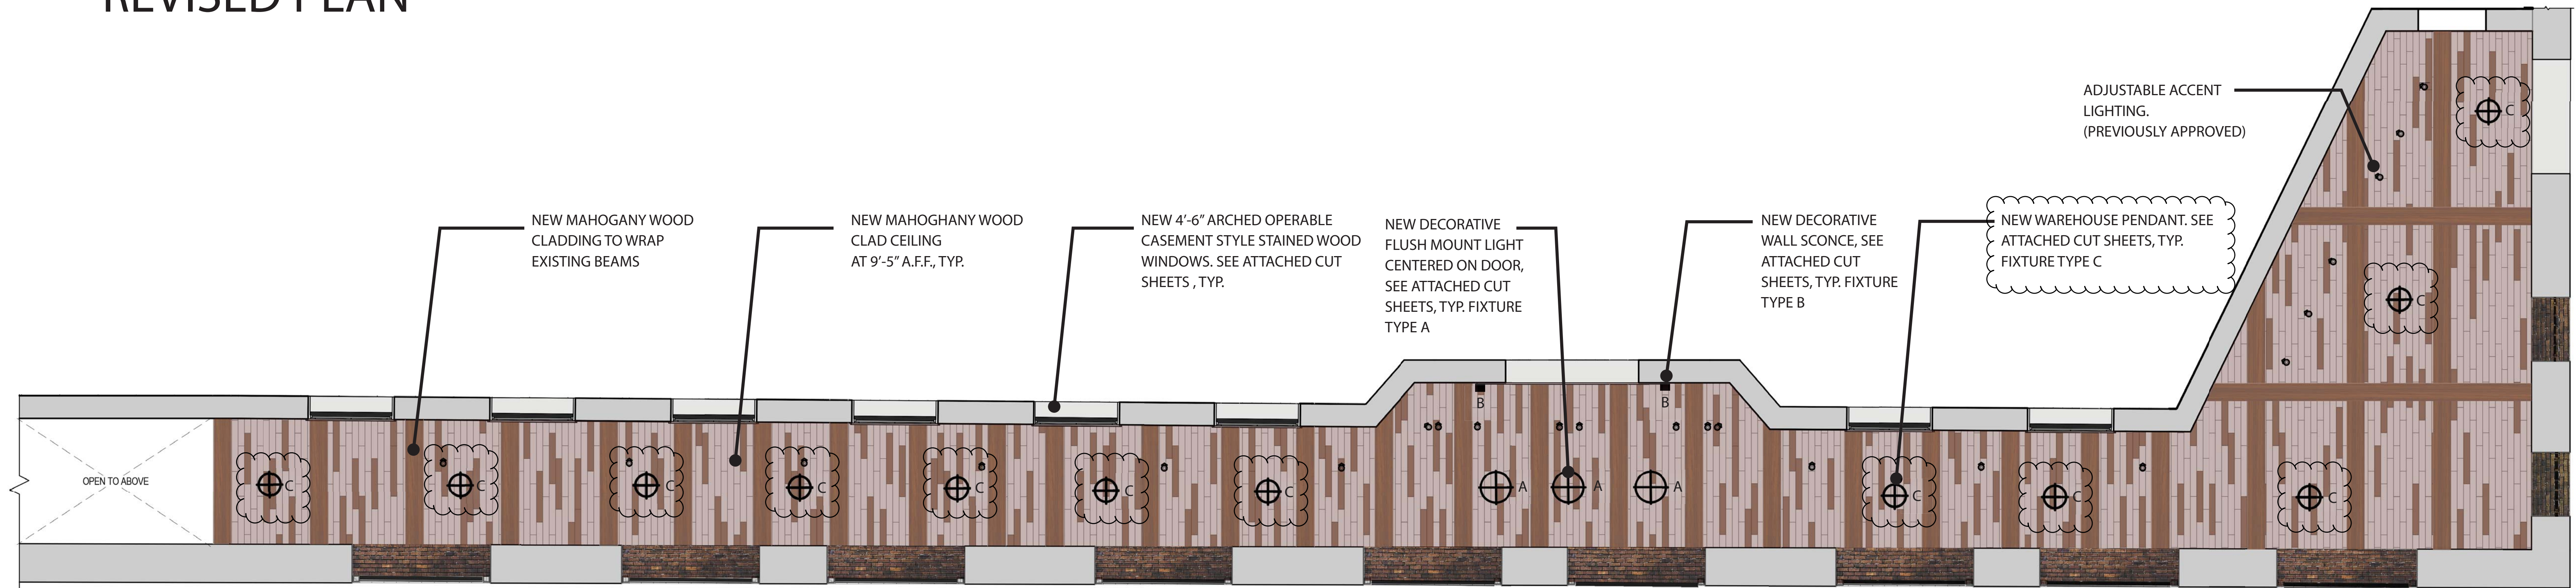 REVISED PLAN
ADJUSTABLE ACCENT
LIGHTING.
(PREVIOUSLY APPROVED)
C
NEW MAHOGANY WOOD
CLADDING TO WRAP
EXISTING BEAMS
NEW MAHOGHANY WOOD
CLAD CEILING
AT 9'-5" A.F.F., TYP.
NEW 4'-6" ARCHED OPERABLE
CASEMENT STYLE STAINED WOOD
WINDOWS. SEE ATTACHED CUT
SHEETS , TYP.
NEW DECORATIVE
FLUSH MOUNT LIGHT
CENTERED ON DOOR,
SEE ATTACHED CUT
SHEETS, TYP. FIXTURE
TYPE A
NEW DECORATIVE
WALL SCONCE, SEE
ATTACHED CUT
SHEETS, TYP. FIXTURE
TYPE B
NEW WAREHOUSE PENDANT. SEE
ATTACHED CUT SHEETS, TYP.
FIXTURE TYPE C
C
B
B
OPEN TO ABOVE
C
C
C
C
C
C
C
A
A
A
C
C
C